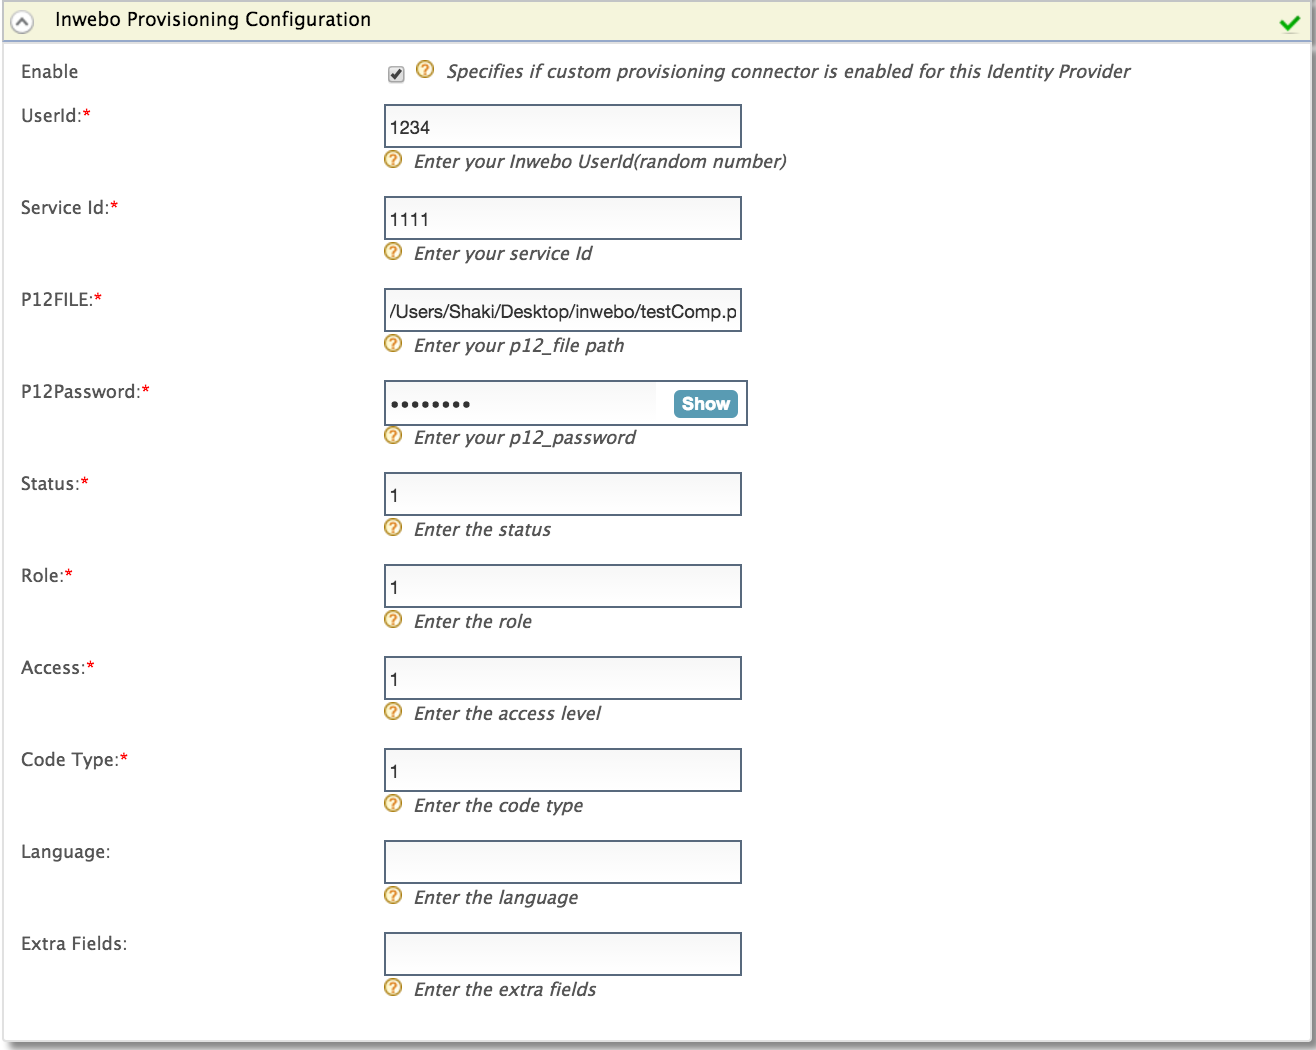 Inwebo Provisioning Configuration
Enable Specifies if custom provisioning connector is enabled for this Identity Provider
UserId:* 1234
Enter your Inwebo UserId(random number)
Service Id:* 1111
Enter your service Id
P12FILE:* /Users/Shaki/Desktop/inwebo/testComp.p
Enter your p12_file path
P12Password:* •••••••• Show
Enter your p12_password
Status:* 1
Enter the status
Role:* 1
Enter the role
Access:* 1
Enter the access level
Code Type:* 1
Enter the code type
Language:
Enter the language
Extra Fields:
Enter the extra fields